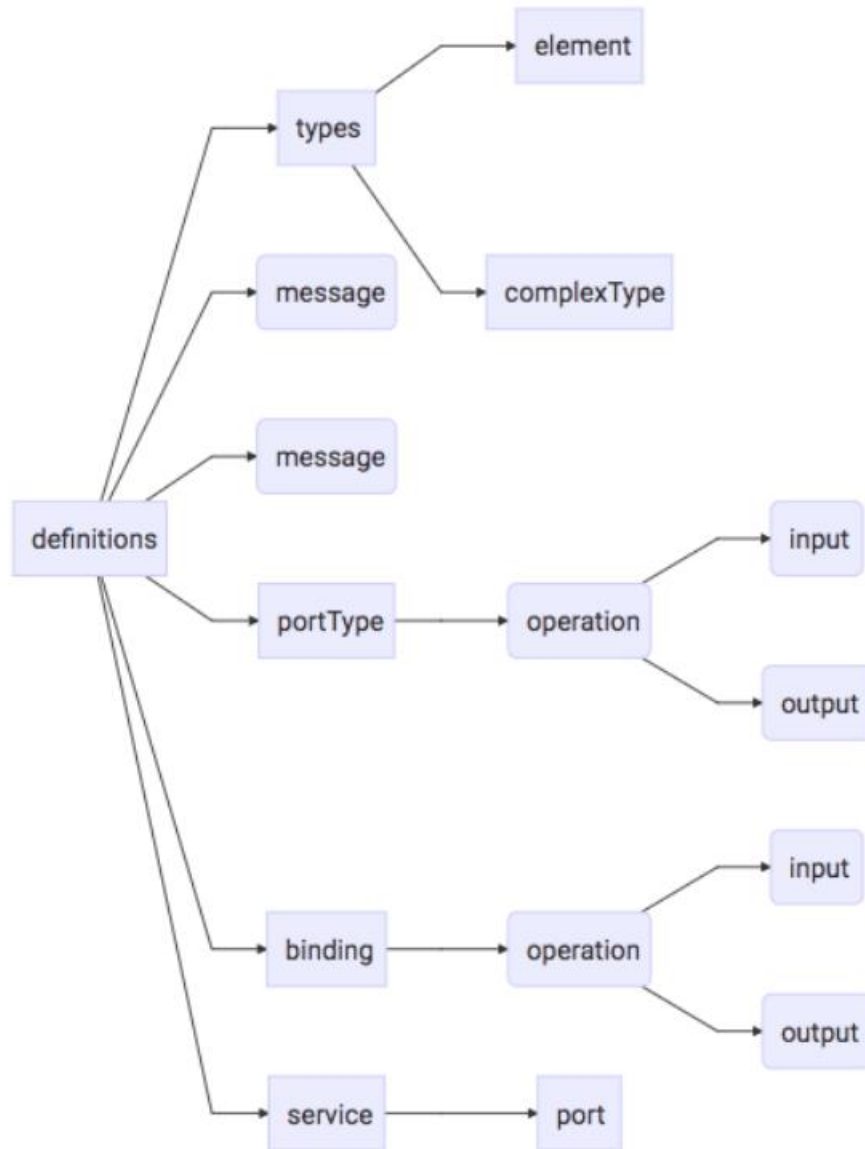 element
types
message
complexType
message
definitions
input
portType
operation
output
input
binding
operation
output
service
port